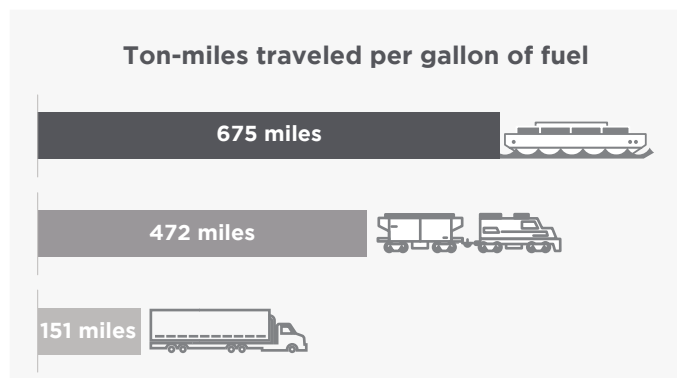 Ton-miles traveled per gallon of fuel
675 miles
472 miles
151 miles